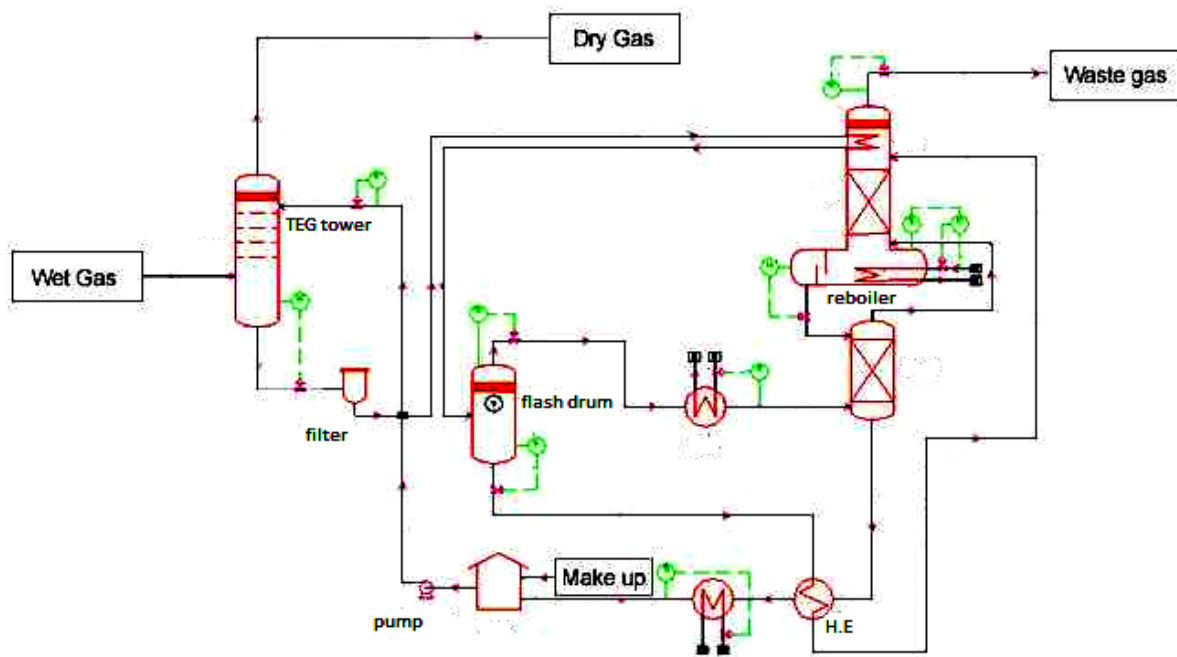 Dry Gas
Waste gas
TEG tower
Wet Gas
reboiler
flash drum
filter
Make up
pump
H.E